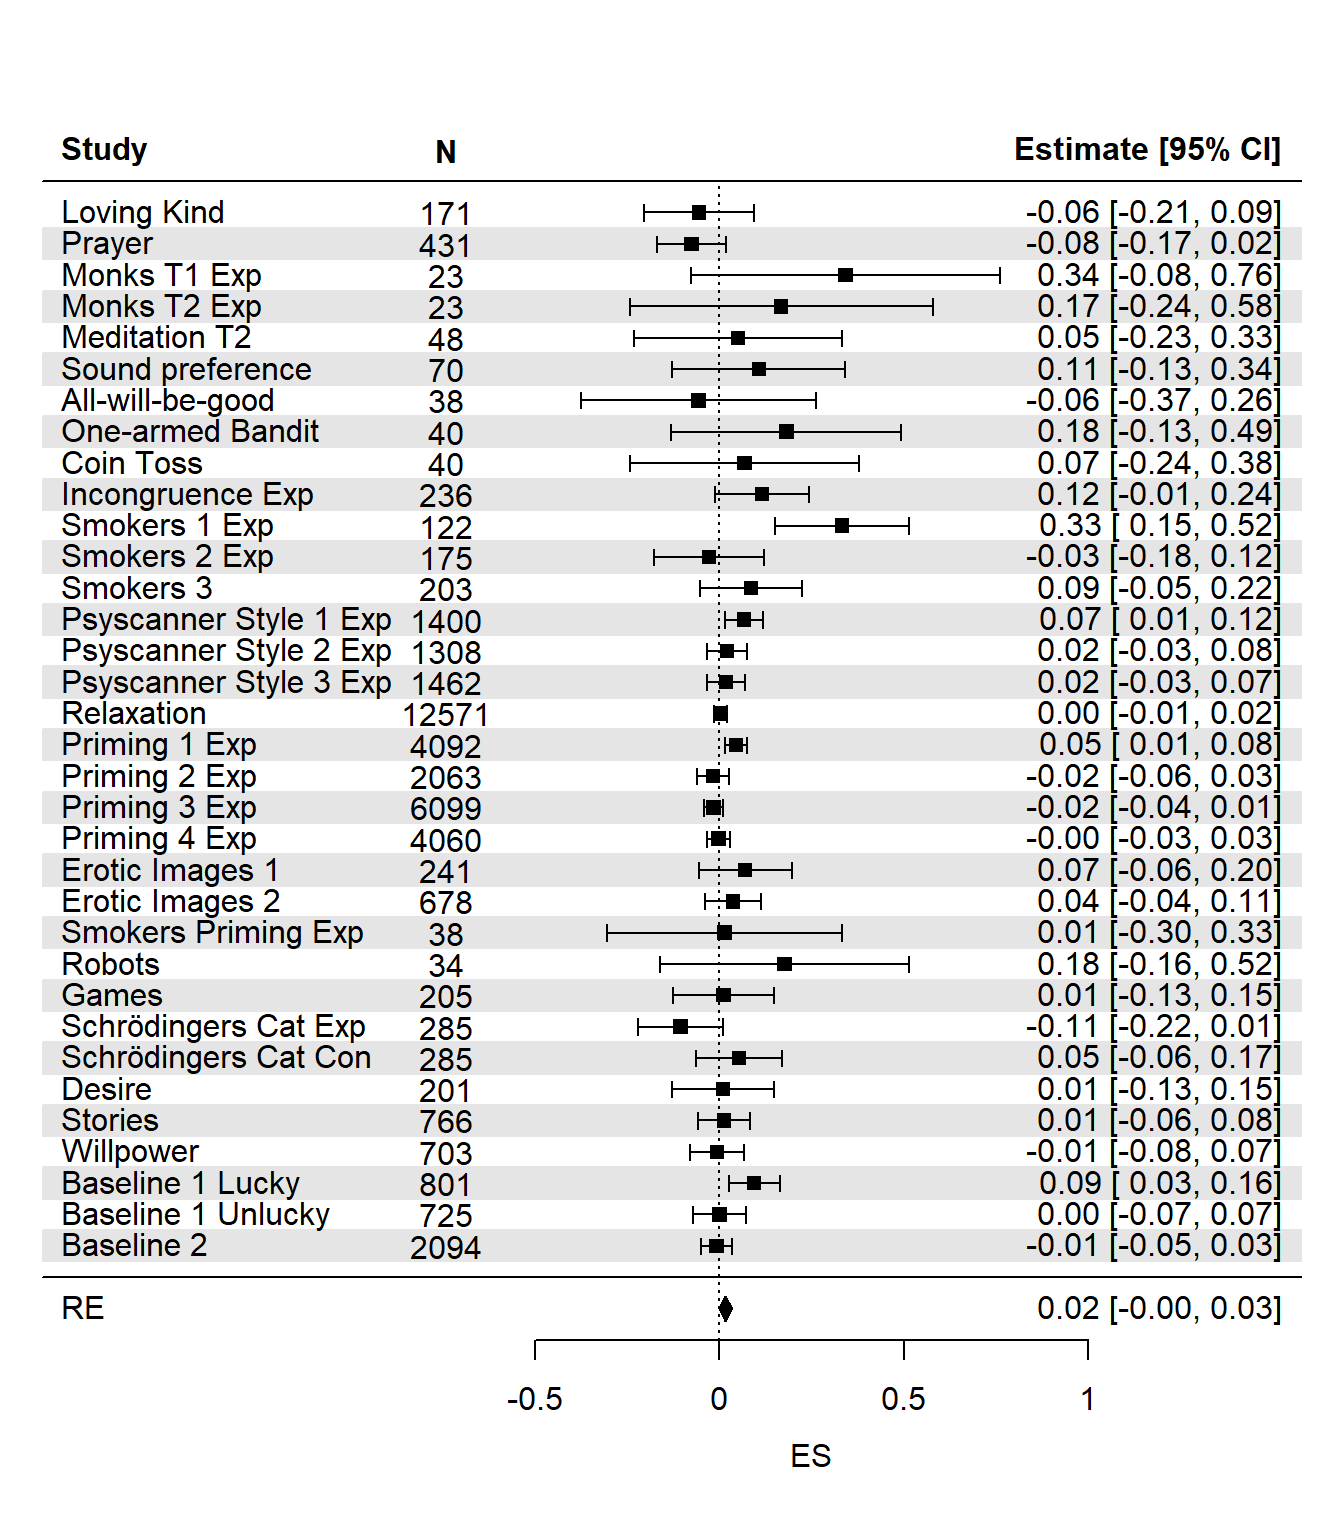 Study N Estimate [95% CI]
Loving Kind 171 -0.06 [-0.21, 0.09]
Prayer 431 -0.08 [-0.17, 0.02]
Monks T1 Exp 23 0.34 [-0.08, 0.76]
Monks T2 Exp 23 0.17 [-0.24, 0.58]
Meditation T2 48 0.05 [-0.23, 0.33]
Sound preference 70 0.11 [-0.13, 0.34]
All-will-be-good 38 -0.06 [-0.37, 0.26]
One-armed Bandit 40 0.18 [-0.13, 0.49]
Coin Toss 40 0.07 [-0.24, 0.38]
Incongruence Exp 236 0.12 [-0.01, 0.24]
Smokers 1 Exp 122 0.33 [ 0.15, 0.52]
Smokers 2 Exp 175 -0.03 [-0.18, 0.12]
Smokers 3 203 0.09 [-0.05, 0.22]
Psyscanner Style 1 Exp 1400 0.07 [ 0.01, 0.12]
Psyscanner Style 2 Exp 1308 0.02 [-0.03, 0.08]
Psyscanner Style 3 Exp 1462 0.02 [-0.03, 0.07]
Relaxation 12571 0.00 [-0.01, 0.02]
Priming 1 Exp 4092 0.05 [ 0.01, 0.08]
Priming 2 Exp 2063 -0.02 [-0.06, 0.03]
Priming 3 Exp 6099 -0.02 [-0.04, 0.01]
Priming 4 Exp 4060 -0.00 [-0.03, 0.03]
Erotic Images 1 241 0.07 [-0.06, 0.20]
Erotic Images 2 678 0.04 [-0.04, 0.11]
Smokers Priming Exp 38 0.01 [-0.30, 0.33]
Robots 34 0.18 [-0.16, 0.52]
Games 205 0.01 [-0.13, 0.15]
Schrödingers Cat Exp 285 -0.11 [-0.22, 0.01]
Schrödingers Cat Con 285 0.05 [-0.06, 0.17]
Desire 201 0.01 [-0.13, 0.15]
Stories 766 0.01 [-0.06, 0.08]
Willpower 703 -0.01 [-0.08, 0.07]
Baseline 1 Lucky 801 0.09 [ 0.03, 0.16]
Baseline 1 Unlucky 725 0.00 [-0.07, 0.07]
Baseline 2 2094 -0.01 [-0.05, 0.03]
RE 0.02 [-0.00, 0.03]
-0.5 0 0.5 1
ES